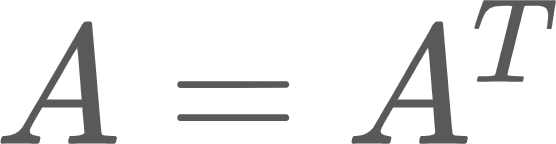 A = A^T